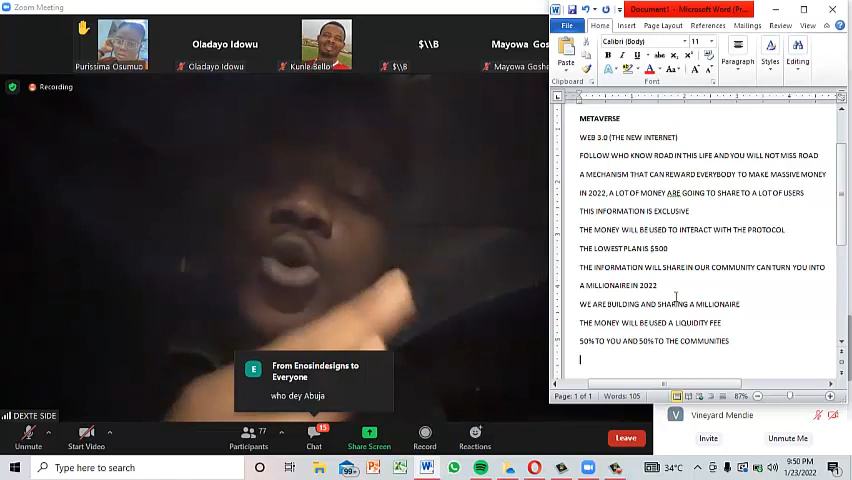 Zoom Meeting
Purissima Osumuo
Oladayo Idowu
Oladayo Idowu
Kunle Bello
$\\B
$\\B
Mayowa Goshe
Mayowa Goshe
Recording
From Enosindesigns to
Everyone
E
who dey Abuja
DEXTE SIDE
Unmute
Start Video
77
Participants
15
Chat
Share Screen
Record
Reactions
Leave
Document1 - Microsoft Word (Pr...
File
Home
Insert
Page Layout
References
Mailings
Review
View
Paste
Clipboard
Calibri (Body)
11
B I U abc x₂ x²
A Aa A A
Font
Paragraph
Styles
Editing
METAVERSE
WEB 3.0 (THE NEW INTERNET)
FOLLOW WHO KNOW ROAD IN THIS LIFE AND YOU WILL NOT MISS ROAD
A MECHANISM THAT CAN REWARD EVERYBODY TO MAKE MASSIVE MONEY
IN 2022, A LOT OF MONEY ARE GOING TO SHARE TO A LOT OF USERS
THIS INFORMATION IS EXCLUSIVE
THE MONEY WILL BE USED TO INTERACT WITH THE PROTOCOL
THE LOWEST PLAN IS $500
THE INFORMATION WILL SHARE IN OUR COMMUNITY CAN TURN YOU INTO
A MILLIONAIRE IN 2022
WE ARE BUILDING AND SHARING A MILLIONAIRE
THE MONEY WILL BE USED A LIQUIDITY FEE
50% TO YOU AND 50% TO THE COMMUNITIES
Page: 1 of 1
Words: 105
87%
V
Vineyard Mendie
Invite
Unmute Me
Type here to search
99+
34°C
9:50 PM
1/23/2022